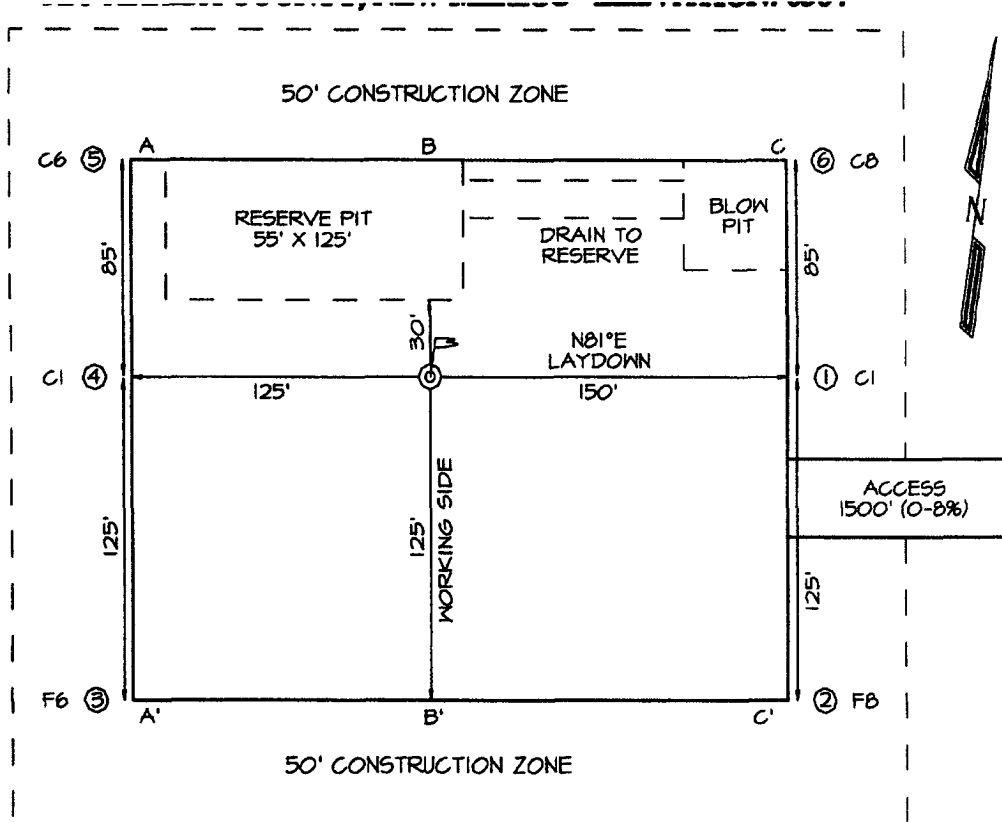 50' CONSTRUCTION ZONE
A B C
C6 ⑤ ⑥ C8
RESERVE PIT
55' X 125'
BLOW
PIT
DRAIN TO
RESERVE
85'
85'
30'
N81°E
LAYDOWN
N
C1 ④ ① C1
125' 150'
ACCESS
1500' (0-8%)
125'
125'
WORKING SIDE
125'
F6 ③ ② F8
A' B' C'
50' CONSTRUCTION ZONE